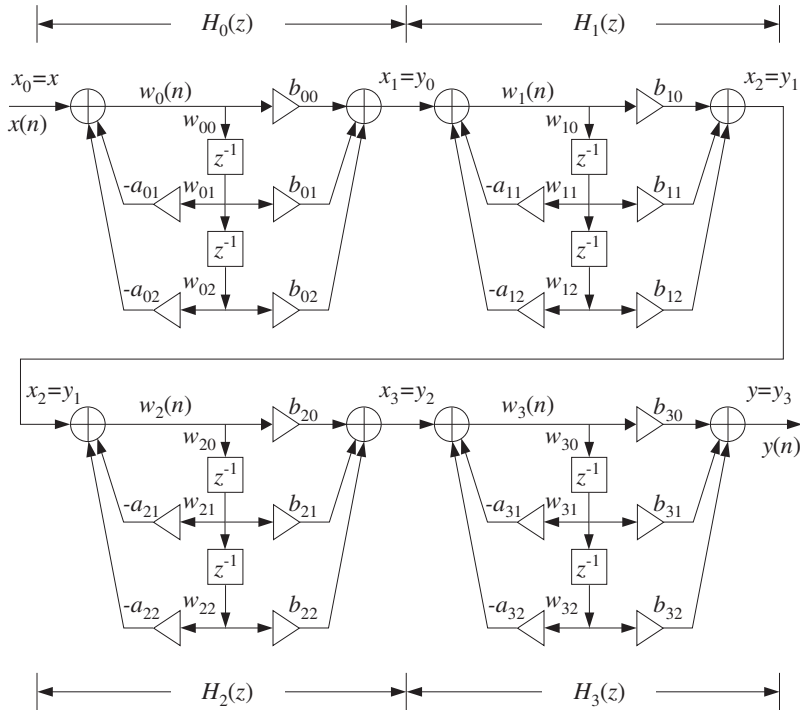 H₀(z) H₁(z)
x₀=x w₀(n) b₀₀ x₁=y₀ w₁(n) b₁₀ x₂=y₁
x(n) w₀₀ w₁₀
z⁻¹ z⁻¹
-a₀₁ w₀₁ b₀₁ -a₁₁ w₁₁ b₁₁
z⁻¹ z⁻¹
-a₀₂ w₀₂ b₀₂ -a₁₂ w₁₂ b₁₂
x₂=y₁ w₂(n) b₂₀ x₃=y₂ w₃(n) b₃₀ y=y₃
w₂₀ w₃₀ y(n)
z⁻¹ z⁻¹
-a₂₁ w₂₁ b₂₁ -a₃₁ w₃₁ b₃₁
z⁻¹ z⁻¹
-a₂₂ w₂₂ b₂₂ -a₃₂ w₃₂ b₃₂
H₂(z) H₃(z)